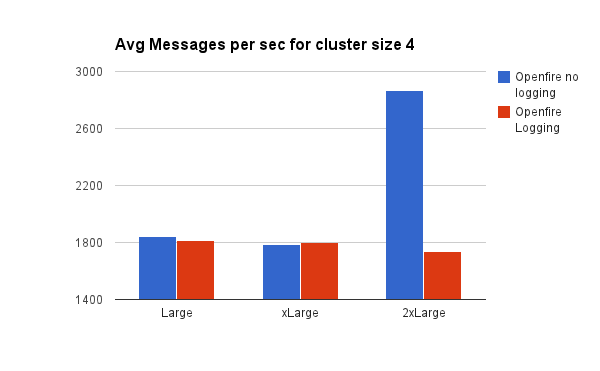 Avg Messages per sec for cluster size 4
3000
2600
2200
1800
1400
Large
xLarge
2xLarge
Openfire no
logging
Openfire
Logging